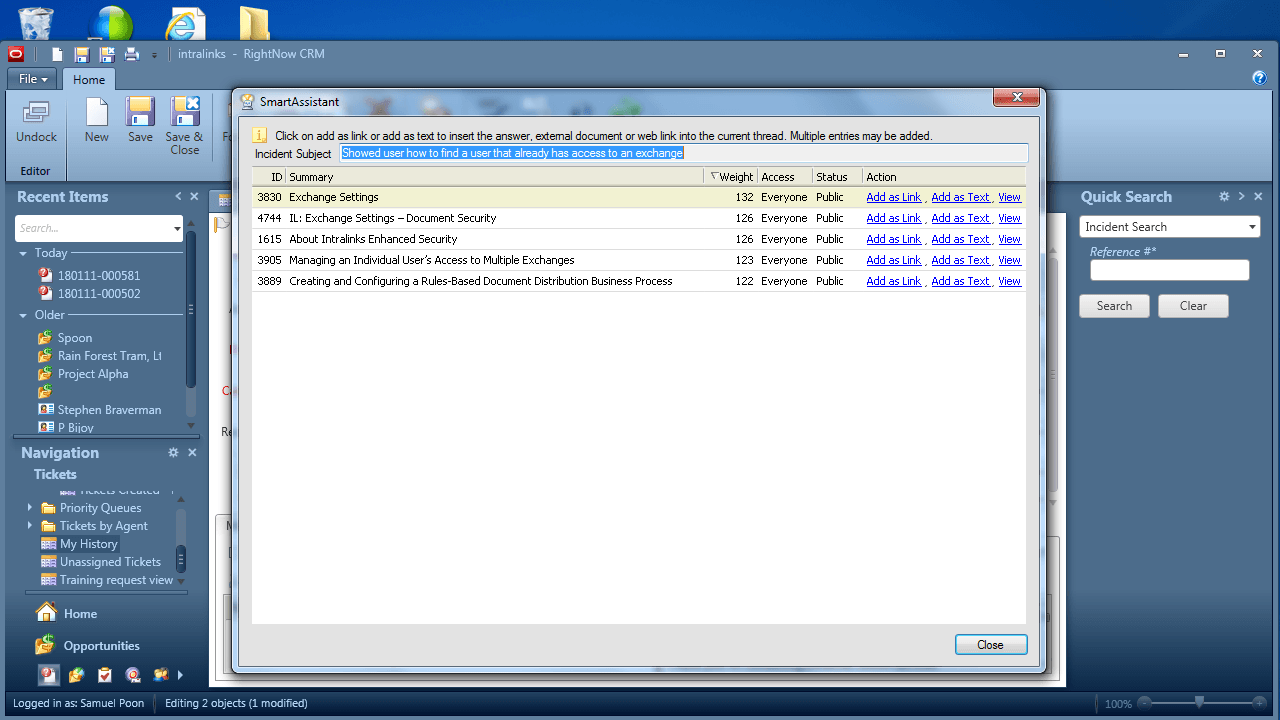 intralinks - RightNow CRM
File
Home
Undock
New
Save
Save &
Close
Editor
SmartAssistant
Click on add as link or add as text to insert the answer, external document or web link into the current thread. Multiple entries may be added.
Incident Subject Showed user how to find a user that already has access to an exchange
ID Summary Weight Access Status Action
3830 Exchange Settings 132 Everyone Public Add as Link , Add as Text , View
4744 IL: Exchange Settings – Document Security 126 Everyone Public Add as Link , Add as Text , View
1615 About Intralinks Enhanced Security 126 Everyone Public Add as Link , Add as Text , View
3905 Managing an Individual User's Access to Multiple Exchanges 123 Everyone Public Add as Link , Add as Text , View
3889 Creating and Configuring a Rules-Based Document Distribution Business Process 122 Everyone Public Add as Link , Add as Text , View
Close
Recent Items
Search...
Today
180111-000581
180111-000502
Older
Spoon
Rain Forest Tram, Lt
Project Alpha
Stephen Braverman
P Bijoy
Navigation
Tickets
Tickets Created
Priority Queues
Tickets by Agent
My History
Unassigned Tickets
Training request view
Home
Opportunities
Quick Search
Incident Search
Reference #*
Search
Clear
Logged in as: Samuel Poon
Editing 2 objects (1 modified)
100%